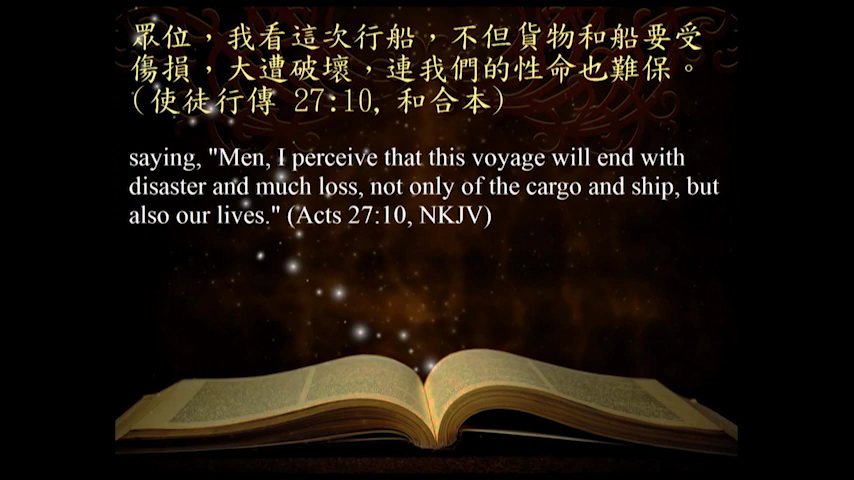 眾位，我看這次行船，不但貨物和船要受
傷損，大遭破壞，連我們的性命也難保。
(使徒行傳 27:10, 和合本)
saying, "Men, I perceive that this voyage will end with
disaster and much loss, not only of the cargo and ship, but
also our lives." (Acts 27:10, NKJV)